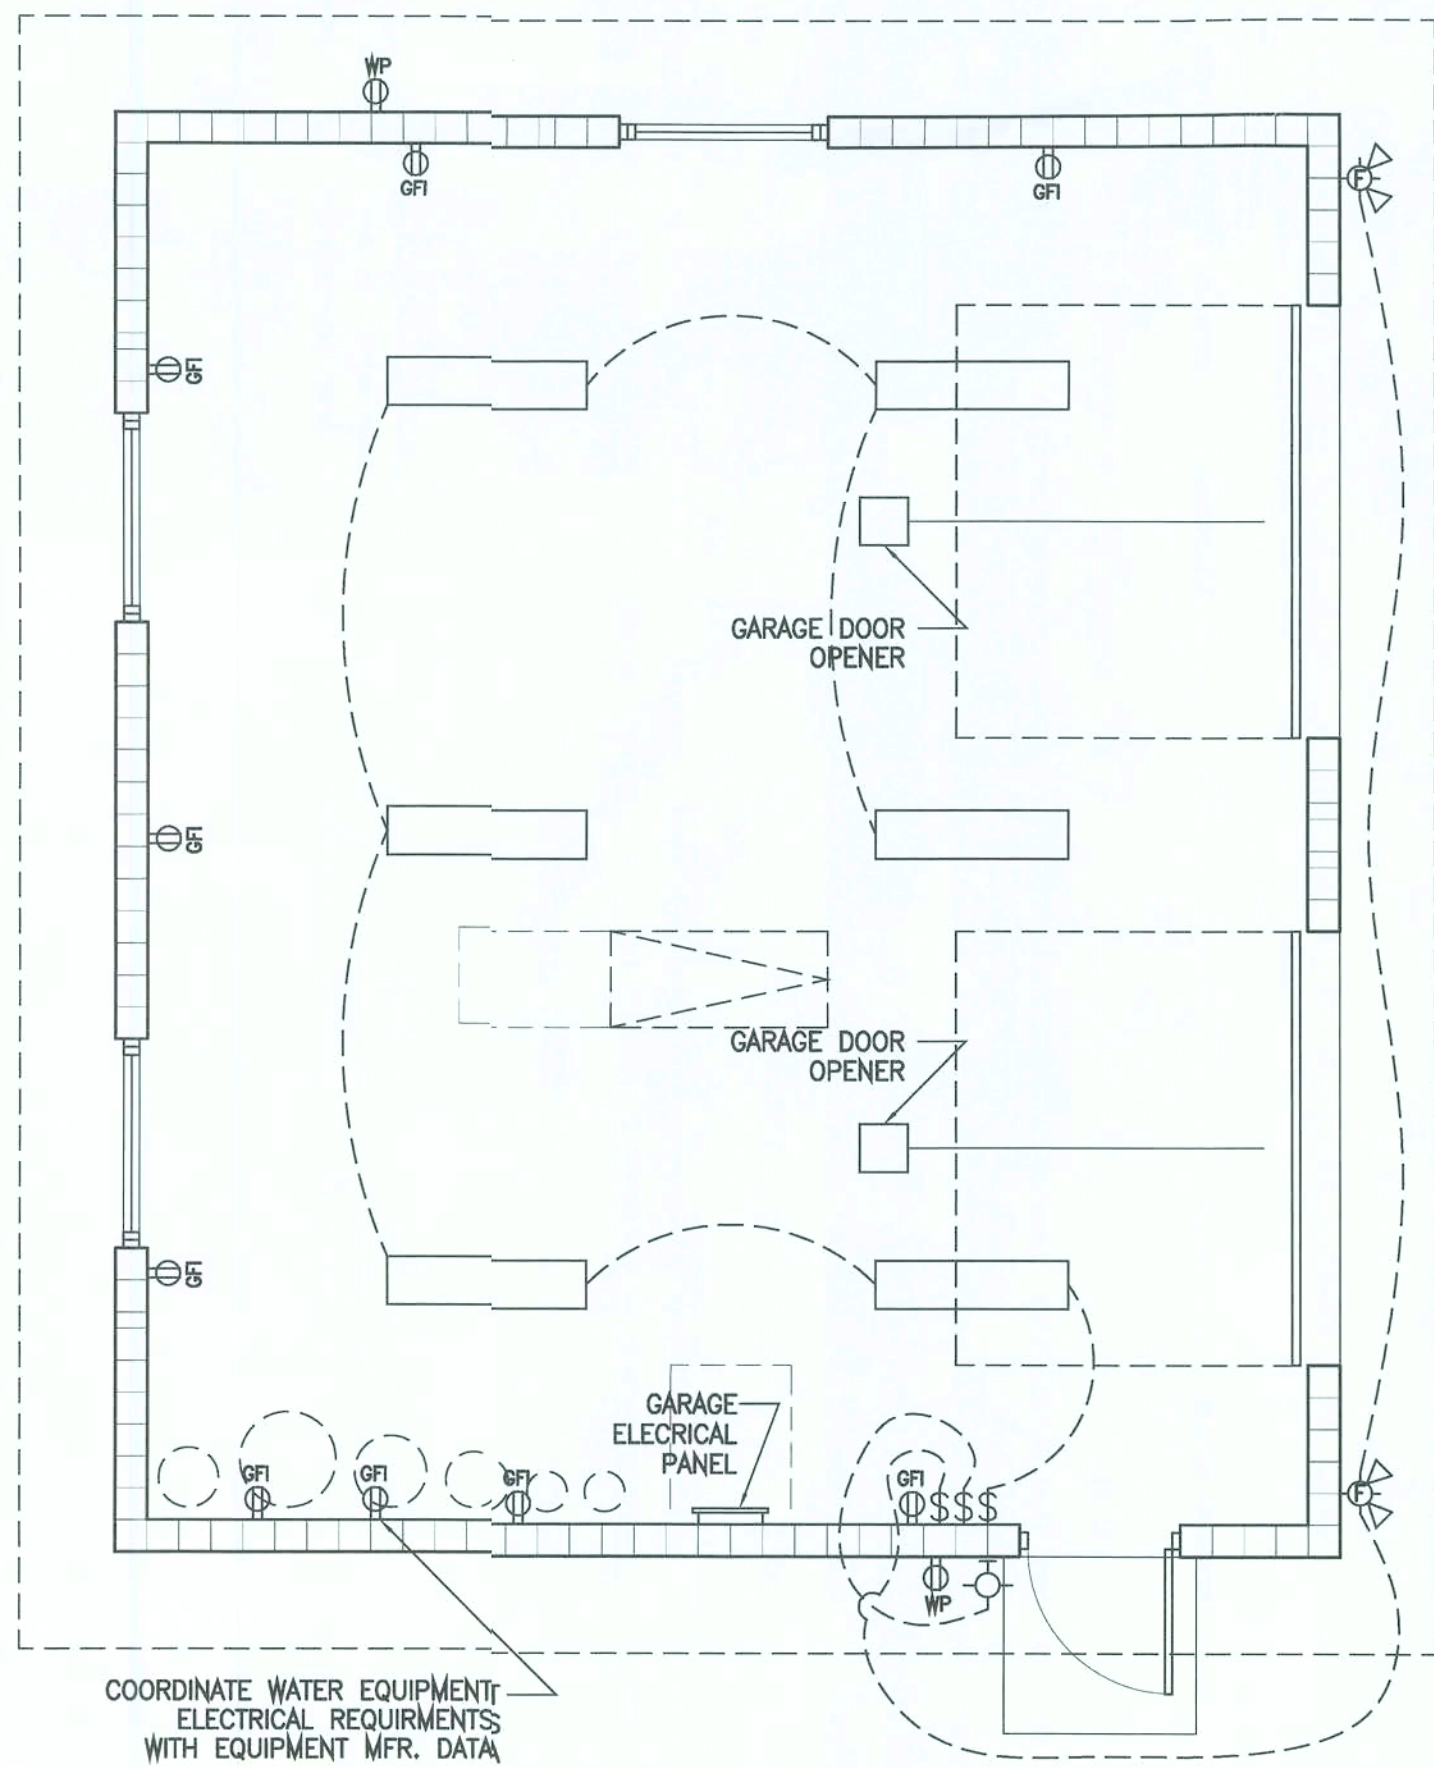 WP
GFI
GFI
F
GFI
GARAGE DOOR
OPENER
GFI
GARAGE DOOR
OPENER
GFI
GARAGE
ELECRICAL
PANEL
GFI
GFI
GFI
GFI
$$$
F
WP
COORDINATE WATER EQUIPMENT
ELECTRICAL REQUIRMENTS
WITH EQUIPMENT MFR. DATA